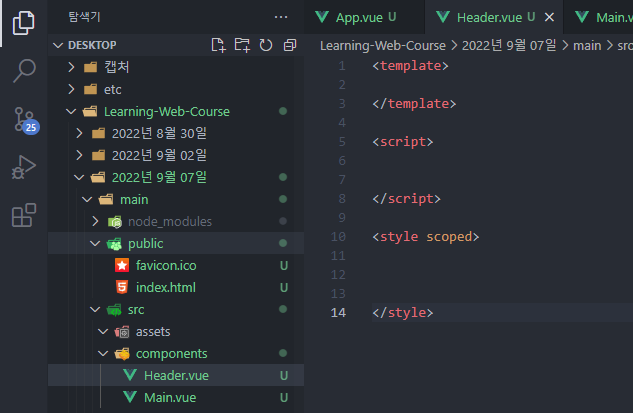 탐색기
DESKTOP
캡처
etc
Learning-Web-Course
2022년 8월 30일
2022년 9월 02일
2022년 9월 07일
main
node_modules
public
favicon.ico U
index.html U
src
assets
components
Header.vue U
Main.vue U
25
App.vue U
Header.vue U
Main.v
Learning-Web-Course > 2022년 9월 07일 > main > src
1 <template>
2
3 </template>
4
5 <script>
6
7
8 </script>
9
10 <style scoped>
11
12
13
14 </style>